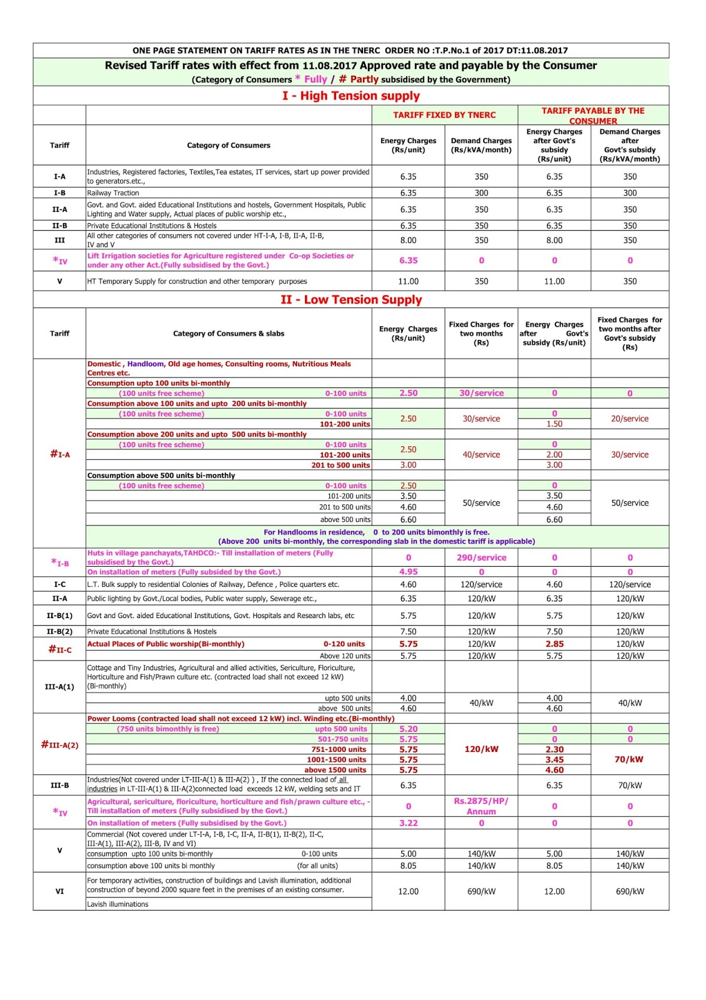 ONE PAGE STATEMENT ON TARIFF RATES AS IN THE TNERC ORDER NO :T.P.No.1 of 2017 DT:11.08.2017
Revised Tariff rates with effect from 11.08.2017 Approved rate and payable by the Consumer
(Category of Consumers * Fully / # Partly subsidised by the Government)
I - High Tension supply
TARIFF FIXED BY TNERC TARIFF PAYABLE BY THE CONSUMER
Tariff Category of Consumers Energy Charges (Rs/unit) Demand Charges (Rs/kVA/month) Energy Charges after Govt's subsidy (Rs/unit) Demand Charges after Govt's subsidy (Rs/kVA/month)
I-A Industries, Registered factories, Textiles,Tea estates, IT services, start up power provided to generators.etc., 6.35 350 6.35 350
I-B Railway Traction 6.35 300 6.35 300
II-A Govt. and Govt. aided Educational Institutions and hostels, Government Hospitals, Public Lighting and Water supply, Actual places of public worship etc., 6.35 350 6.35 350
II-B Private Educational Institutions & Hostels 6.35 350 6.35 350
III All other categories of consumers not covered under HT-I-A, I-B, II-A, II-B, IV and V 8.00 350 8.00 350
*IV Lift Irrigation societies for Agriculture registered under Co-op Societies or under any other Act.(Fully subsidised by the Govt.) 6.35 0 0 0
V HT Temporary Supply for construction and other temporary purposes 11.00 350 11.00 350
II - Low Tension Supply
Tariff Category of Consumers & slabs Energy Charges (Rs/unit) Fixed Charges for two months (Rs) Energy Charges after Govt's subsidy (Rs/unit) Fixed Charges for two months after Govt's subsidy (Rs)
#I-A
Domestic , Handloom, Old age homes, Consulting rooms, Nutritious Meals Centres etc.
Consumption upto 100 units bi-monthly
(100 units free scheme) 0-100 units 2.50 30/service 0 0
Consumption above 100 units and upto 200 units bi-monthly
(100 units free scheme) 0-100 units 2.50 30/service 0 20/service
101-200 units 1.50
Consumption above 200 units and upto 500 units bi-monthly
(100 units free scheme) 0-100 units 2.50 0
101-200 units 40/service 2.00 30/service
201 to 500 units 3.00 3.00
Consumption above 500 units bi-monthly
(100 units free scheme) 0-100 units 2.50 0
101-200 units 3.50 50/service 3.50 50/service
201 to 500 units 4.60 4.60
above 500 units 6.60 6.60
For Handlooms in residence, 0 to 200 units bimonthly is free.
(Above 200 units bi-monthly, the corresponding slab in the domestic tariff is applicable)
*I-B Huts in village panchayats,TAHDCO:- Till installation of meters (Fully subsidised by the Govt.) 0 290/service 0 0
On installation of meters (Fully subsided by the Govt.) 4.95 0 0 0
I-C L.T. Bulk supply to residential Colonies of Railway, Defence , Police quarters etc. 4.60 120/service 4.60 120/service
II-A Public lighting by Govt./Local bodies, Public water supply, Sewerage etc., 6.35 120/kW 6.35 120/kW
II-B(1) Govt and Govt. aided Educational Institutions, Govt. Hospitals and Research labs, etc 5.75 120/kW 5.75 120/kW
II-B(2) Private Educational Institutions & Hostels 7.50 120/kW 7.50 120/kW
#II-C Actual Places of Public worship(Bi-monthly) 0-120 units 5.75 120/kW 2.85 120/kW
Above 120 units 5.75 120/kW 5.75 120/kW
III-A(1) Cottage and Tiny Industries, Agricultural and allied activities, Sericulture, Floriculture, Horticulture and Fish/Prawn culture etc. (contracted load shall not exceed 12 kW) (Bi-monthly)
upto 500 units 4.00 40/kW 4.00 40/kW
above 500 units 4.60 4.60
#III-A(2) Power Looms (contracted load shall not exceed 12 kW) incl. Winding etc.(Bi-monthly)
(750 units bimonthly is free) upto 500 units 5.20 0 0
501-750 units 5.75 0 0
751-1000 units 5.75 120/kW 2.30
1001-1500 units 5.75 3.45 70/kW
above 1500 units 5.75 4.60
III-B Industries(Not covered under LT-III-A(1) & III-A(2) ) , If the connected load of all industries in LT-III-A(1) & III-A(2)connected load exceeds 12 kW, welding sets and IT 6.35 6.35 70/kW
*IV Agricultural, sericulture, floriculture, horticulture and fish/prawn culture etc., - Till installation of meters (Fully subsidised by the Govt.) 0 Rs.2875/HP/ Annum 0 0
On installation of meters (Fully subsidised by the Govt.) 3.22 0 0 0
V Commercial (Not covered under LT-I-A, I-B, I-C, II-A, II-B(1), II-B(2), II-C, III-A(1), III-A(2), III-B, IV and VI)
consumption upto 100 units bi-monthly 0-100 units 5.00 140/kW 5.00 140/kW
consumption above 100 units bi monthly (for all units) 8.05 140/kW 8.05 140/kW
VI For temporary activities, construction of buildings and Lavish illumination, additional construction of beyond 2000 square feet in the premises of an existing consumer. 12.00 690/kW 12.00 690/kW
Lavish illuminations